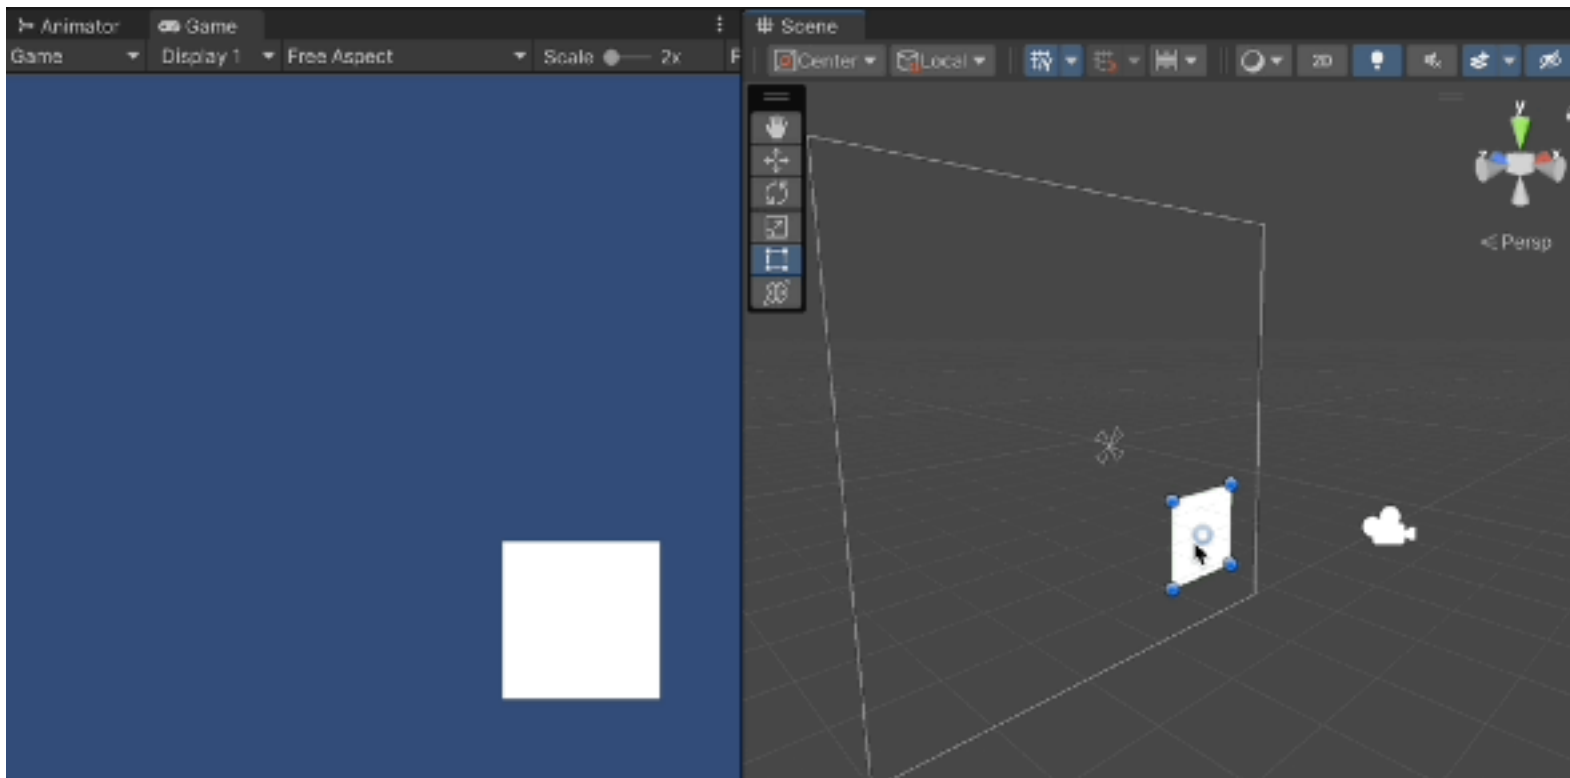 Animator
Game
Scene
Game
Display 1
Free Aspect
Scale
2x
F
Center
Local
2D
y
z
x
< Persp